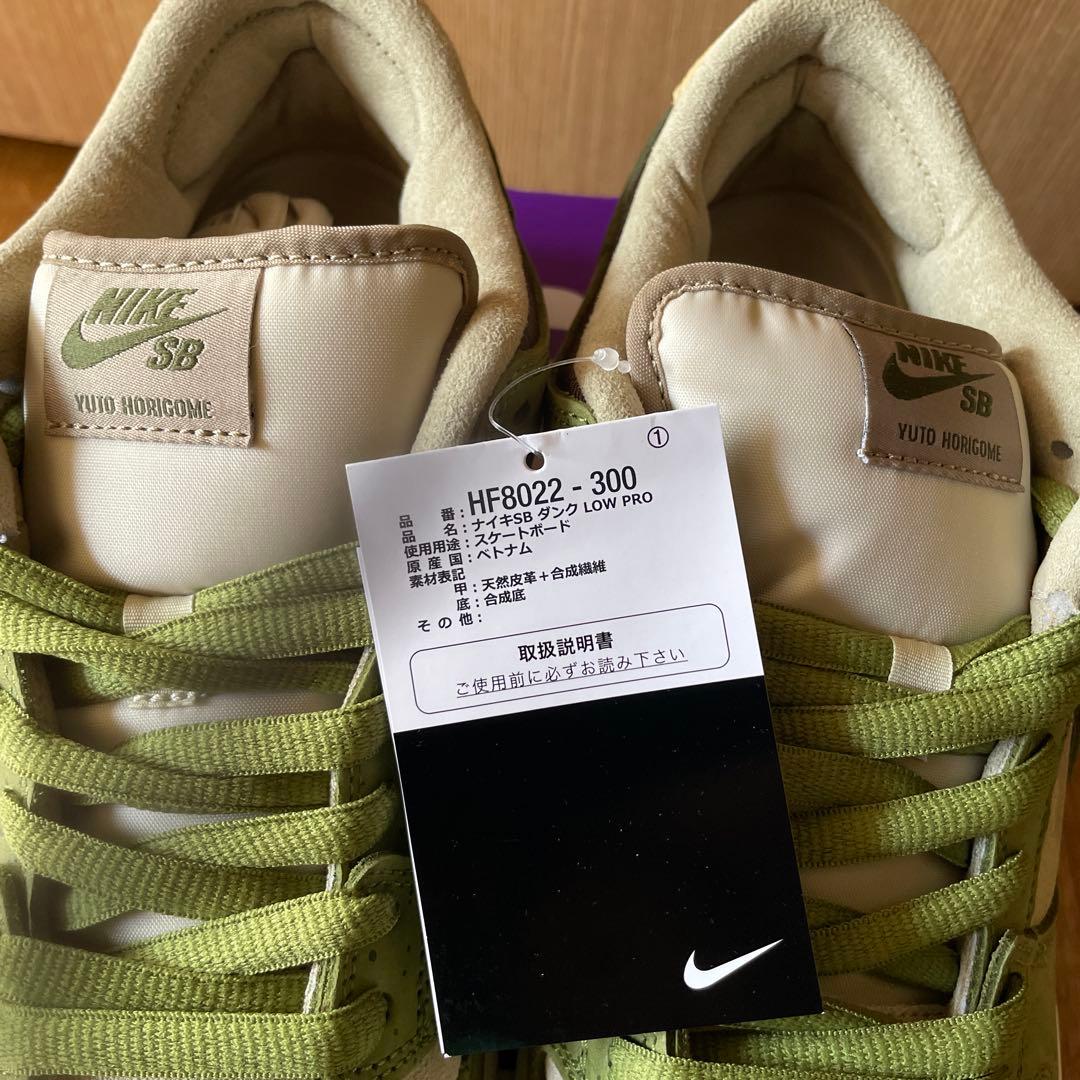 NIKE
SB
YUTO HORIGOME
NIKE
SB
YUTO HORIGOME
①
品 番：HF8022 - 300
品 名：ナイキSB ダンク LOW PRO
使用用途：スケートボード
原 産 国：ベトナム
素材表記
甲：天然皮革＋合成繊維
底：合成底
そ の 他：
取扱説明書
ご使用前に必ずお読み下さい